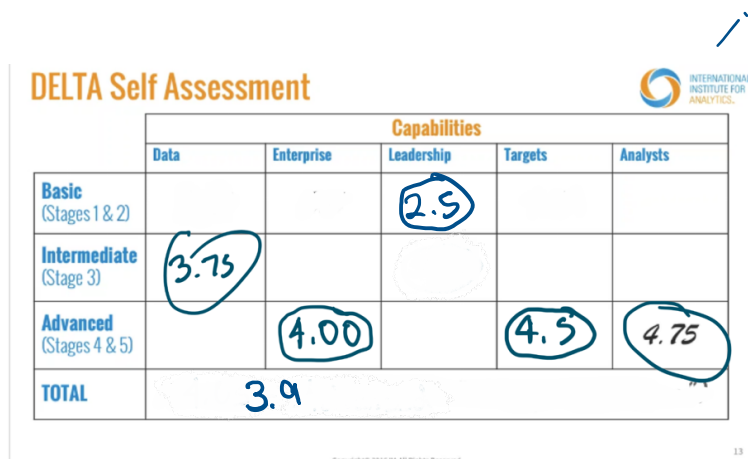 DELTA Self Assessment
INTERNATIONAL
INSTITUTE FOR
ANALYTICS.
Capabilities
Data Enterprise Leadership Targets Analysts
Basic
(Stages 1 & 2)
2.5
Intermediate
(Stage 3)
3.75
Advanced
(Stages 4 & 5)
4.00 4.5 4.75
TOTAL
3.9
13